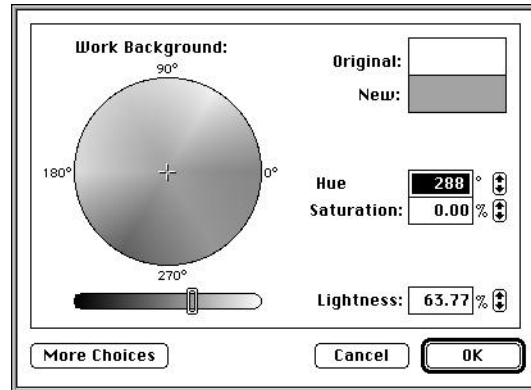 Work Background:
90°
180°
0°
270°
Original:
New:
Hue 288 °
Saturation: 0.00 %
Lightness: 63.77 %
More Choices
Cancel
OK